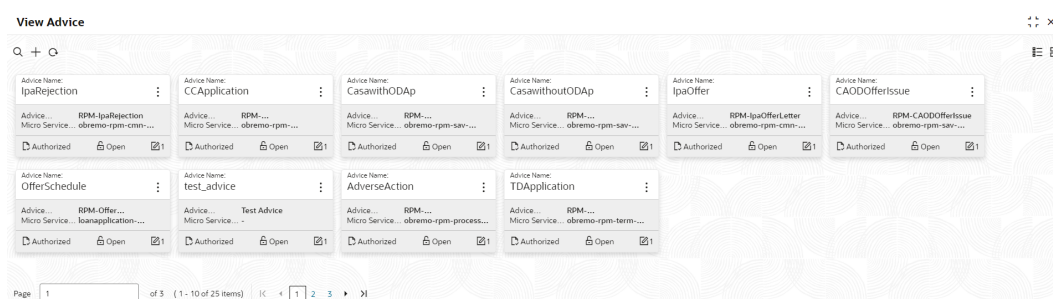 View Advice
Advice Name: Advice Name: Advice Name: Advice Name: Advice Name: Advice Name:
IpaRejection CCApplication CasawithODAp CasawithoutODAp IpaOffer CAODOfferIssue
Advice... RPM-IpaRejection Advice... RPM-... Advice... RPM-... Advice... RPM-... Advice... RPM-IpaOfferLetter Advice... RPM-CAODOfferIssue
Micro Service... obremo-rpm-cmn-... Micro Service... obremo-rpm-... Micro Service... obremo-rpm-sav-... Micro Service... obremo-rpm-sav-... Micro Service... obremo-rpm-cmn-... Micro Service... obremo-rpm-sav-...
Authorized Open 1 Authorized Open 1 Authorized Open 1 Authorized Open 1 Authorized Open 1 Authorized Open 1
Advice Name: Advice Name: Advice Name: Advice Name:
OfferSchedule test_advice AdverseAction TDApplication
Advice... RPM-Offer... Advice... Test Advice Advice... RPM-... Advice... RPM-...
Micro Service... loanapplication-... Micro Service... - Micro Service... obremo-rpm-process... Micro Service... obremo-rpm-term-...
Authorized Open 1 Authorized Open 1 Authorized Open 1 Authorized Open 1
Page 1 of 3 (1 - 10 of 25 items) 1 2 3